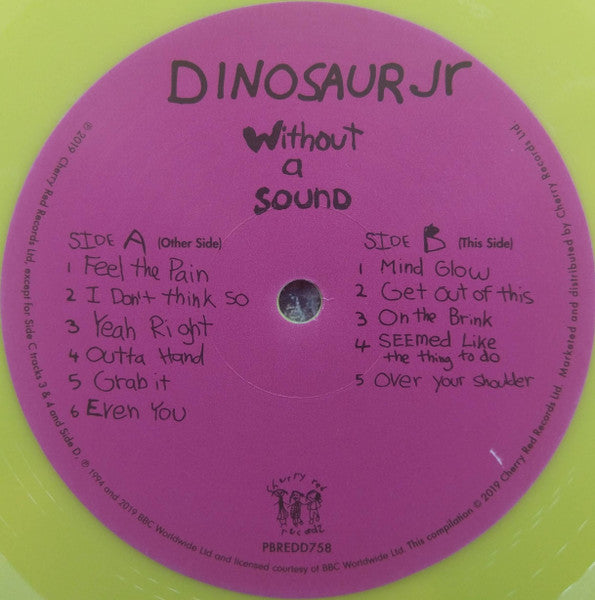 DINOSAUR Jr
Without
a
SOUND
SIDE A (Other Side)
1 Feel the Pain
2 I Don't think so
3 Yeah Right
4 Outta Hand
5 Grab it
6 Even You
SIDE B (This Side)
1 Mind Glow
2 Get out of this
3 On the Brink
4 SEEMED Like
the thing to do
5 Over your shoulder
cherry red
records
PBREDD758
℗ 2019 Cherry Red Records Ltd. except for Side C tracks 3 & 4 and Side D, ℗ 1994 and 2019 BBC Worldwide Ltd and licensed courtesy of BBC Worldwide Ltd. This compilation © 2019 Cherry Red Records Ltd. Marketed and distributed by Cherry Records Ltd.